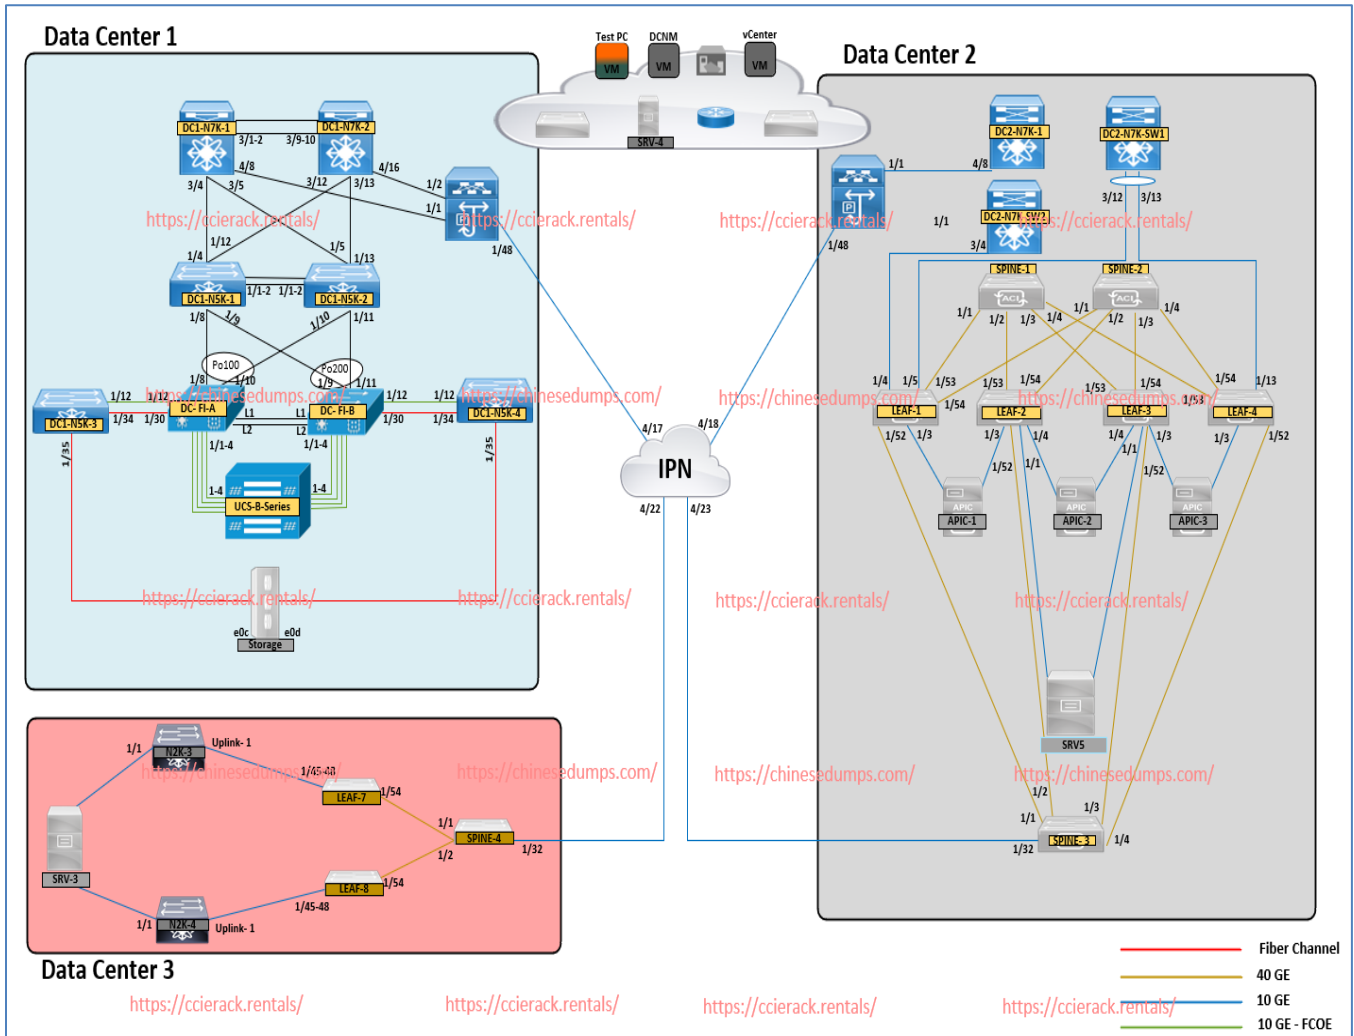 Data Center 1
Test PC
DCNM
vCenter
VM
VM
VM
SRV-4
Data Center 2
DC1-N7K-1
DC1-N7K-2
3/1-2
3/9-10
4/8
4/16
3/4
3/5
3/12
3/13
1/2
1/1
1/48
https://ccierack.rentals/
https://ccierack.rentals/
https://ccierack.rentals/
https://ccierack.rentals/
1/12
1/5
1/4
1/13
DC1-N5K-1
DC1-N5K-2
1/1-2
1/1-2
1/8
1/9
1/10
1/11
Po100
Po200
1/8
1/10
1/9
1/11
https://chinesedumps.com/
https://chinesedumps.com/
https://chinesedumps.com/
https://chinesedumps.com/
1/12
1/12
1/12
1/12
DC1-N5K-3
DC- FI-A
DC- FI-B
DC1-N5K-4
1/34
1/30
L1
L1
L2
L2
1/30
1/34
1/35
1/35
1/1-4
1/1-4
1-4
1-4
UCS-B-Series
e0c
e0d
Storage
4/17
4/18
IPN
4/22
4/23
DC2-N7K-1
DC2-N7K-SW1
1/1
4/8
P
P
1/48
DC2-N7K-SW2
1/1
3/4
3/12
3/13
SPINE-1
SPINE-2
ACI
ACI
1/1
1/2
1/3
1/4
1/1
1/2
1/3
1/4
1/4
1/5
1/53
1/54
1/53
1/54
1/53
1/54
1/53
1/54
1/13
LEAF-1
LEAF-2
LEAF-3
LEAF-4
1/52
1/3
1/3
1/4
1/4
1/3
1/3
1/52
1/52
1/1
1/1
1/52
APIC
APIC
APIC
APIC-1
APIC-2
APIC-3
https://ccierack.rentals/
https://ccierack.rentals/
https://ccierack.rentals/
https://ccierack.rentals/
SRV5
1/2
1/1
1/3
1/4
1/32
SPINE- 3
1/1
N2K-3
Uplink- 1
https://chinesedumps.com/
https://chinesedumps.com/
https://chinesedumps.com/
https://chinesedumps.com/
1/45-48
LEAF-7
1/54
1/1
1/2
SPINE-4
1/32
SRV-3
LEAF-8
1/54
1/45-48
1/1
N2K-4
Uplink- 1
Data Center 3
Fiber Channel
40 GE
10 GE
10 GE - FCOE
https://ccierack.rentals/
https://ccierack.rentals/
https://ccierack.rentals/
https://ccierack.rentals/